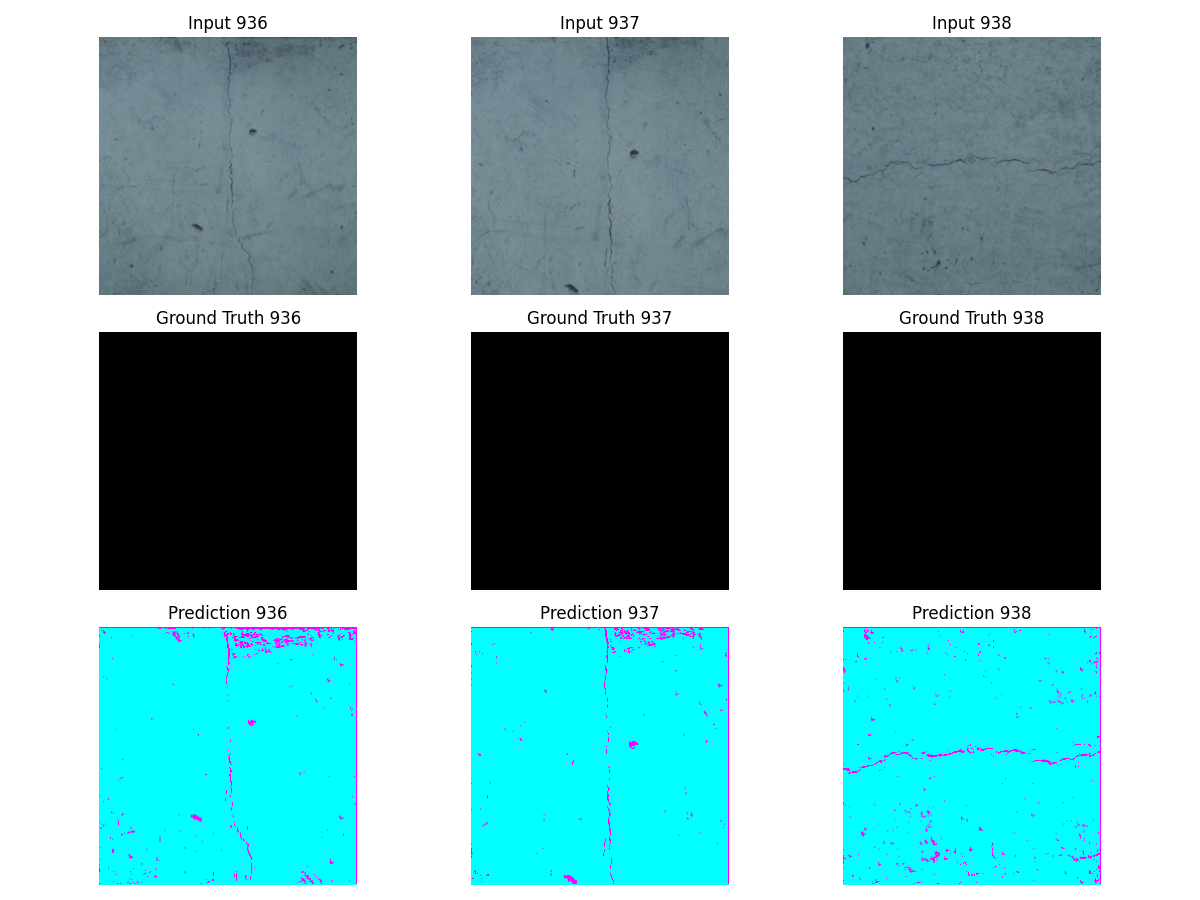 Input 936
Input 937
Input 938
Ground Truth 936
Ground Truth 937
Ground Truth 938
Prediction 936
Prediction 937
Prediction 938